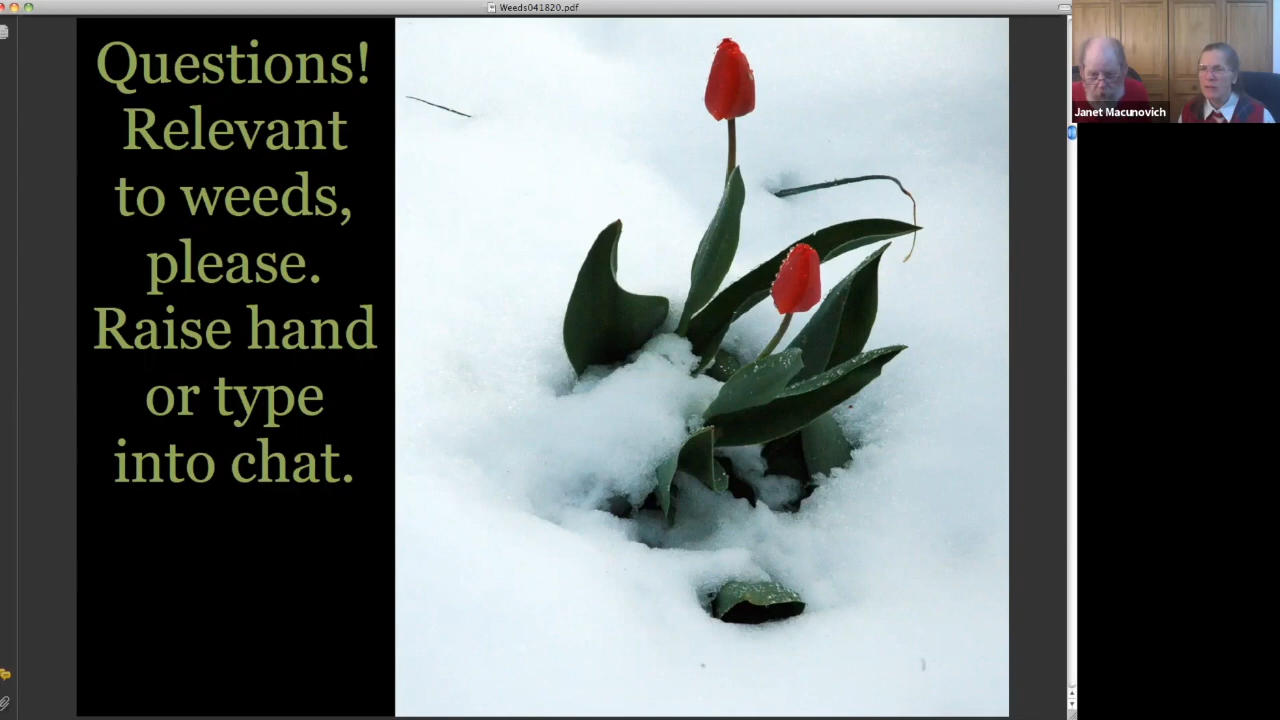 Weeds041820.pdf
Questions!
Relevant
to weeds,
please.
Raise hand
or type
into chat.
Janet Macunovich